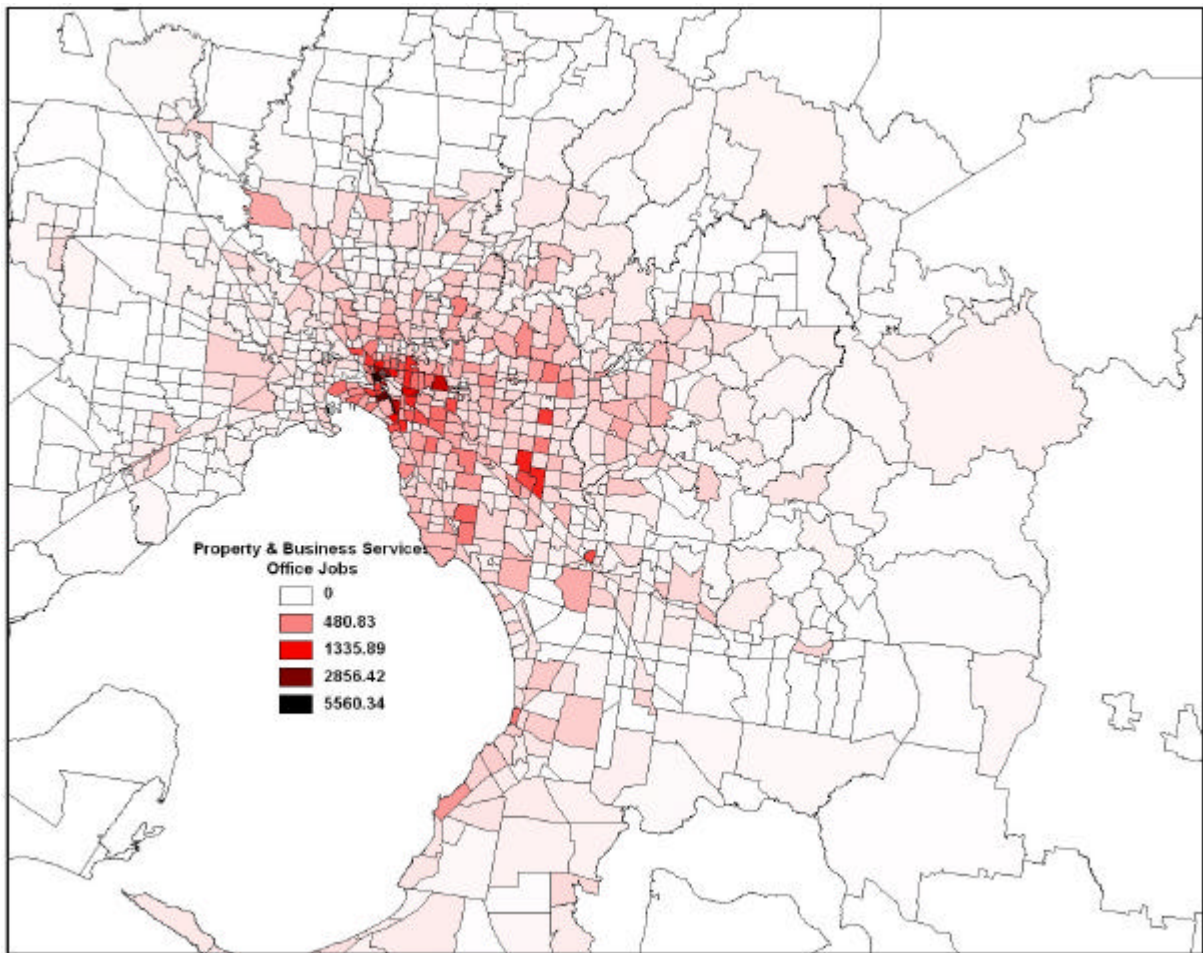 Property & Business Services
Office Jobs
0
480.83
1335.89
2856.42
5560.34